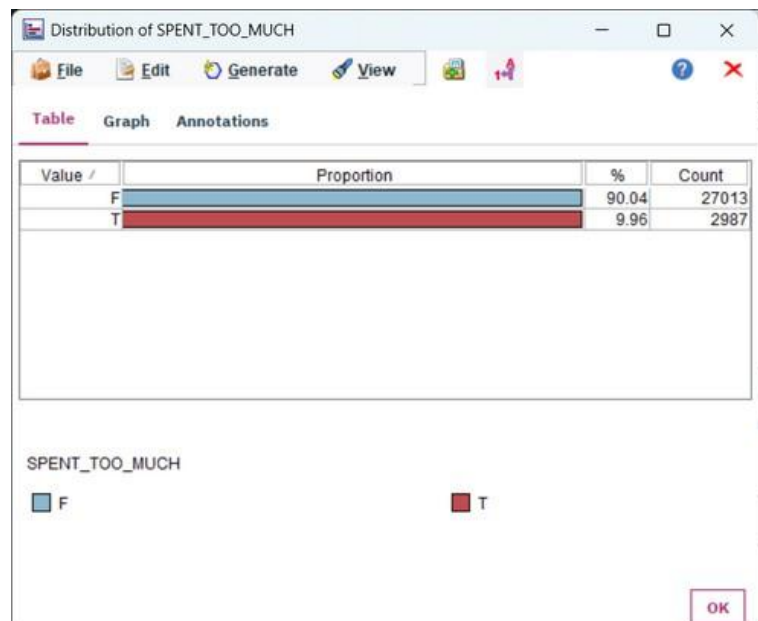 Distribution of SPENT_TOO_MUCH
File Edit Generate View
Table Graph Annotations
Value / Proportion % Count
F 90.04 27013
T 9.96 2987
SPENT_TOO_MUCH
F T
OK